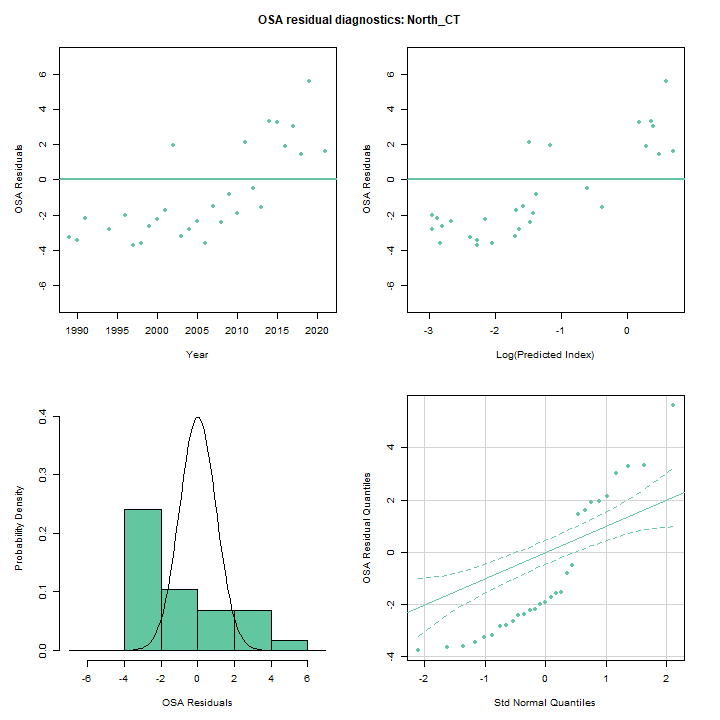 OSA residual diagnostics: North_CT
OSA Residuals
6
4
2
0
-2
-4
-6
1990 1995 2000 2005 2010 2015 2020
Year
OSA Residuals
6
4
2
0
-2
-4
-6
-3 -2 -1 0
Log(Predicted Index)
Probability Density
0.4
0.3
0.2
0.1
0.0
-6 -4 -2 0 2 4 6
OSA Residuals
OSA Residual Quantiles
4
2
0
-2
-4
-2 -1 0 1 2
Std Normal Quantiles